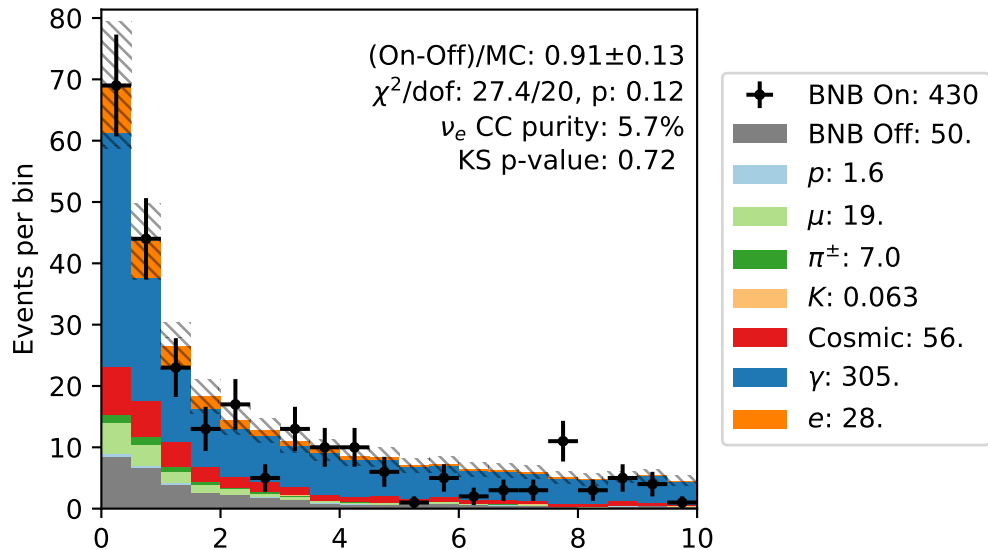 80
70
60
50
40
30
20
10
0
Events per bin
(On-Off)/MC: 0.91±0.13
χ²/dof: 27.4/20, p: 0.12
νₑ CC purity: 5.7%
KS p-value: 0.72
0 2 4 6 8 10
BNB On: 430
BNB Off: 50.
p: 1.6
μ: 19.
π±: 7.0
K: 0.063
Cosmic: 56.
γ: 305.
e: 28.